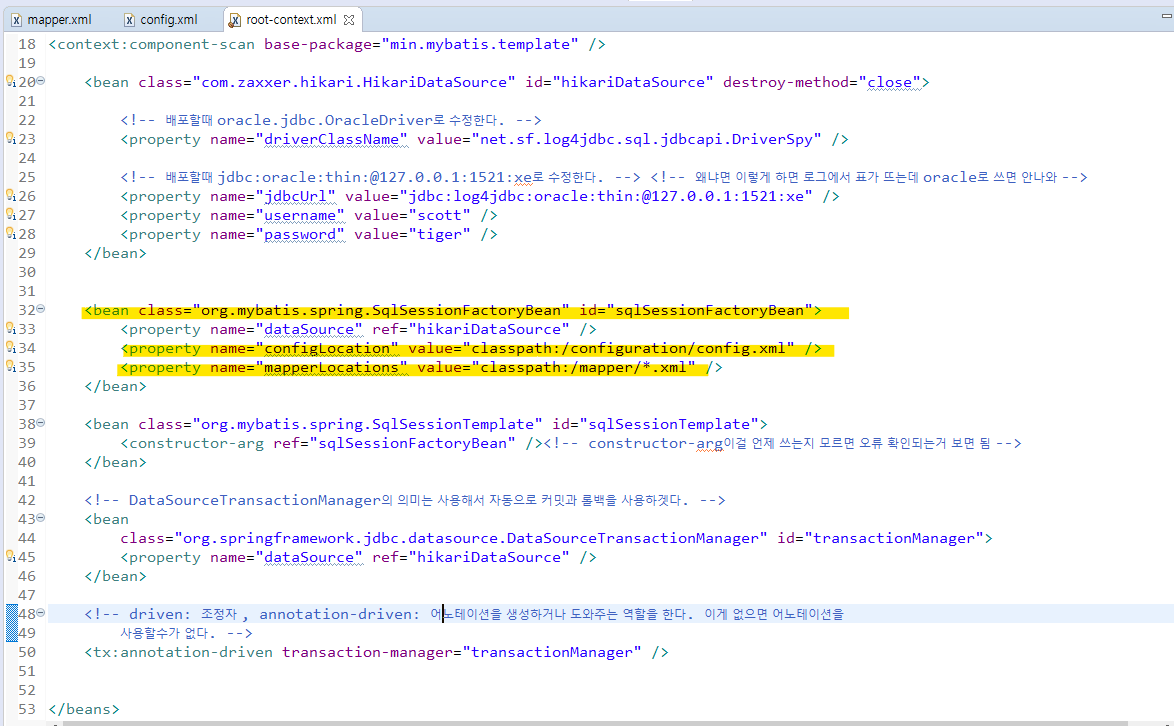 mapper.xml config.xml root-context.xml
18 <context:component-scan base-package="min.mybatis.template" />
19
20 <bean class="com.zaxxer.hikari.HikariDataSource" id="hikariDataSource" destroy-method="close">
21
22 <!-- 배포할때 oracle.jdbc.OracleDriver로 수정한다. -->
23 <property name="driverClassName" value="net.sf.log4jdbc.sql.jdbcapi.DriverSpy" />
24
25 <!-- 배포할때 jdbc:oracle:thin:@127.0.0.1:1521:xe로 수정한다. --> <!-- 왜냐면 이렇게 하면 로그에서 표가 뜨는데 oracle로 쓰면 안나와 -->
26 <property name="jdbcUrl" value="jdbc:log4jdbc:oracle:thin:@127.0.0.1:1521:xe" />
27 <property name="username" value="scott" />
28 <property name="password" value="tiger" />
29 </bean>
30
31
32 <bean class="org.mybatis.spring.SqlSessionFactoryBean" id="sqlSessionFactoryBean">
33 <property name="dataSource" ref="hikariDataSource" />
34 <property name="configLocation" value="classpath:/configuration/config.xml" />
35 <property name="mapperLocations" value="classpath:/mapper/*.xml" />
36 </bean>
37
38 <bean class="org.mybatis.spring.SqlSessionTemplate" id="sqlSessionTemplate">
39 <constructor-arg ref="sqlSessionFactoryBean" /><!-- constructor-arg이걸 언제 쓰는지 모르면 오류 확인되는거 보면 됨 -->
40 </bean>
41
42 <!-- DataSourceTransactionManager의 의미는 사용해서 자동으로 커밋과 롤백을 사용하겟다. -->
43 <bean
44 class="org.springframework.jdbc.datasource.DataSourceTransactionManager" id="transactionManager">
45 <property name="dataSource" ref="hikariDataSource" />
46 </bean>
47
48 <!-- driven: 조정자 , annotation-driven: 어노테이션을 생성하거나 도와주는 역할을 한다. 이게 없으면 어노테이션을
49 사용할수가 없다. -->
50 <tx:annotation-driven transaction-manager="transactionManager" />
51
52
53 </beans>